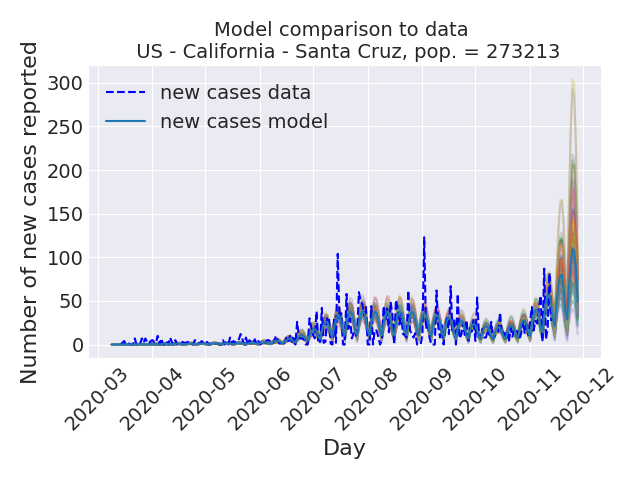 Model comparison to data
US - California - Santa Cruz, pop. = 273213
Number of new cases reported
300
250
200
150
100
50
0
new cases data
new cases model
2020-03
2020-04
2020-05
2020-06
2020-07
2020-08
2020-09
2020-10
2020-11
2020-12
Day